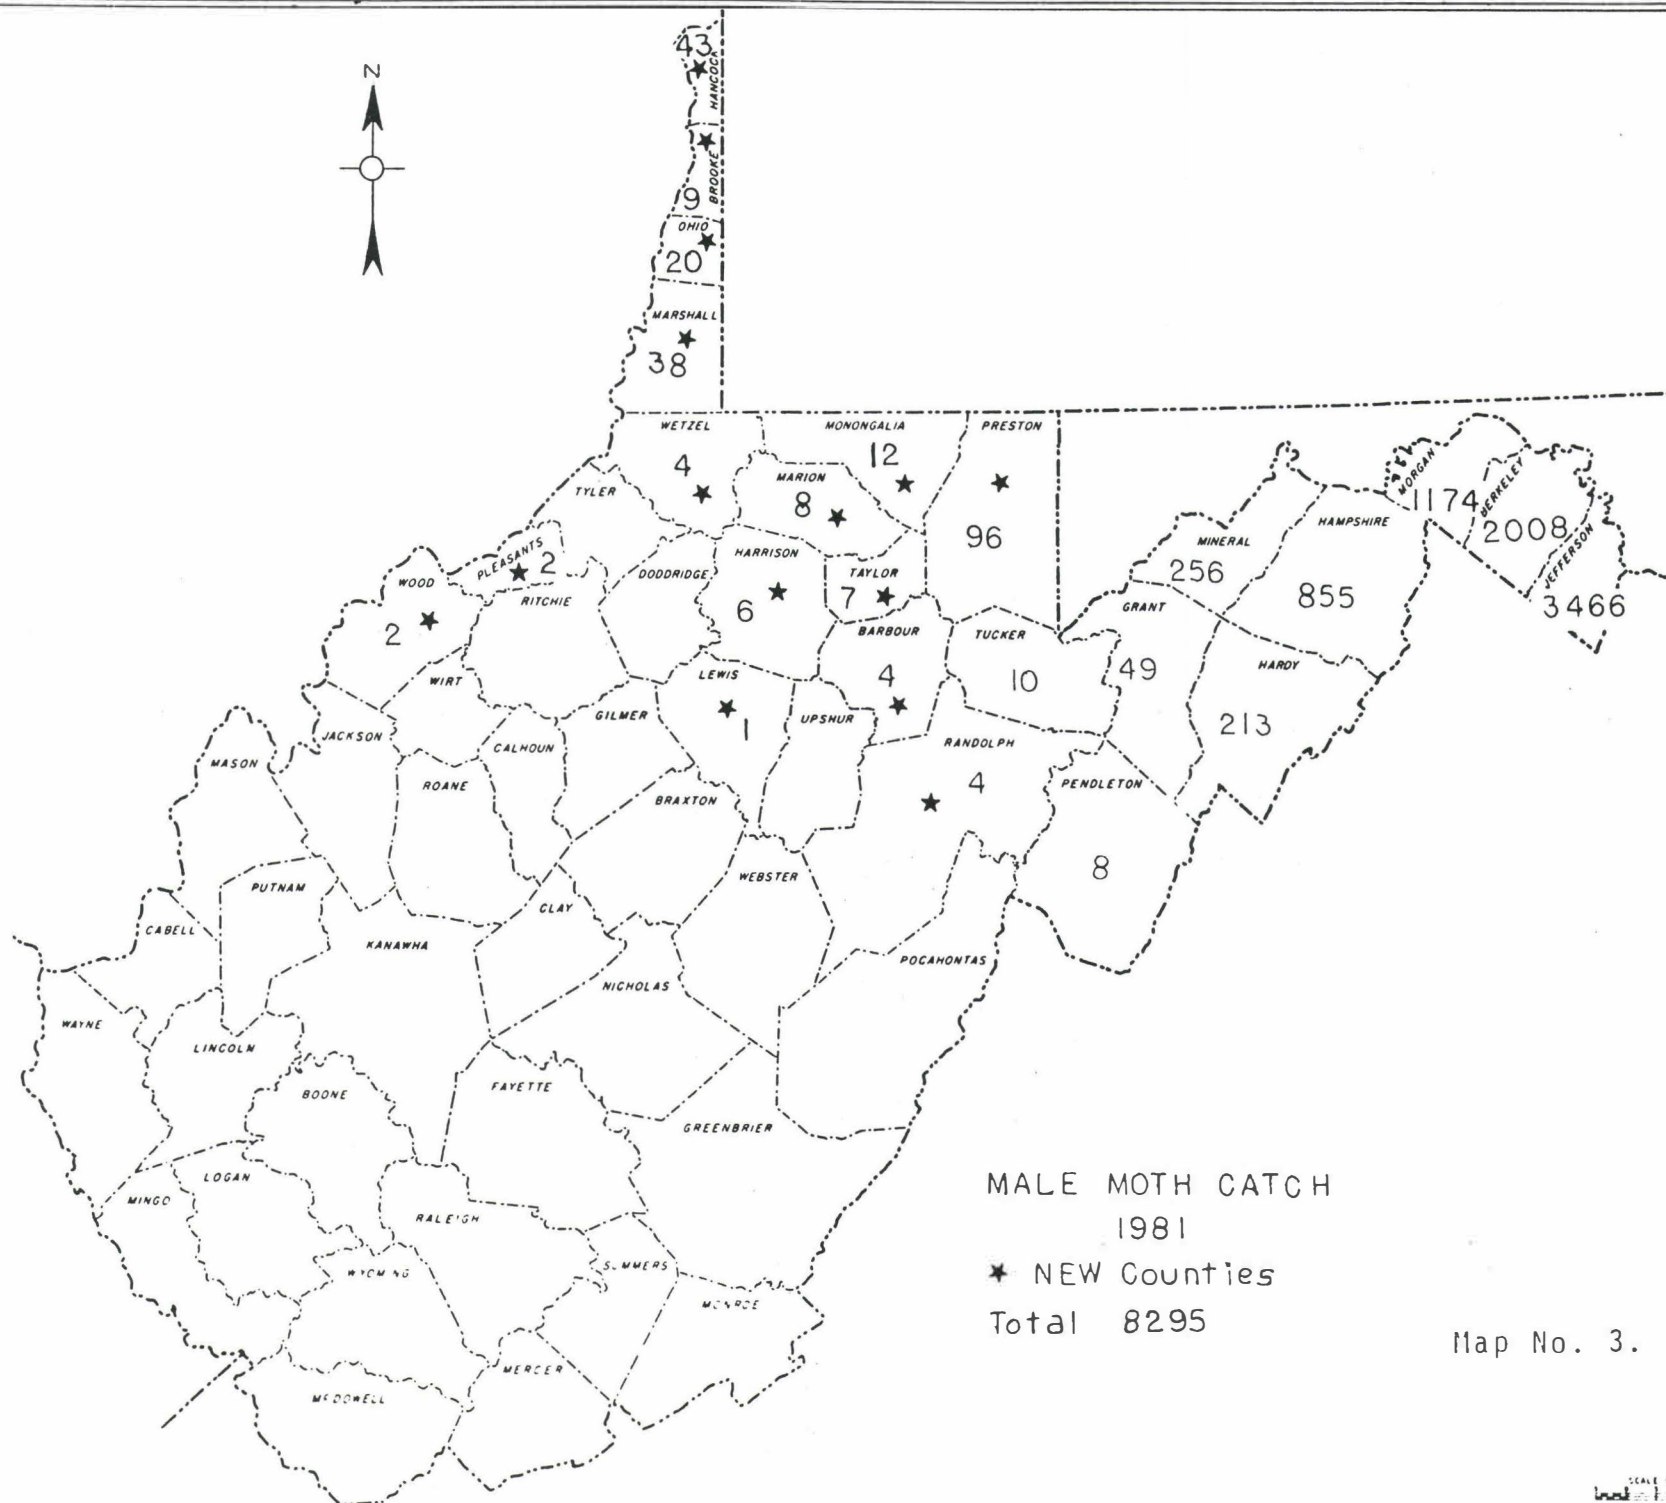 N
43
HANCOCK
BROOKE
9
OHIO
20
MARSHALL
38
WETZEL
4
MONONGALIA
12
PRESTON
96
MARION
8
TYLER
PLEASANTS
2
WOOD
2
RITCHIE
DODDRIDGE
HARRISON
6
TAYLOR
7
BARBOUR
4
TUCKER
10
GRANT
49
MINERAL
256
HAMPSHIRE
855
MORGAN
1174
BERKELEY
2008
JEFFERSON
3466
HARDY
213
WIRT
LEWIS
1
UPSHUR
GILMER
CALHOUN
JACKSON
MASON
ROANE
BRAXTON
RANDOLPH
4
PENDLETON
8
PUTNAM
WEBSTER
CLAY
CABELL
KANAWHA
NICHOLAS
POCAHONTAS
WAYNE
LINCOLN
BOONE
FAYETTE
GREENBRIER
LOGAN
MINGO
RALEIGH
WYOMING
SUMMERS
MONROE
MERCER
McDOWELL
MALE MOTH CATCH
1981
★ NEW Counties
Total 8295
Map No. 3.
SCALE